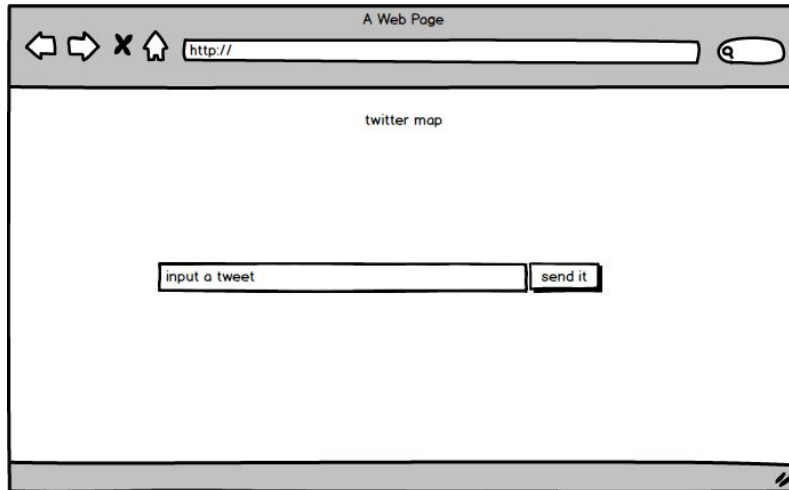 A Web Page
http://
twitter map
input a tweet
send it